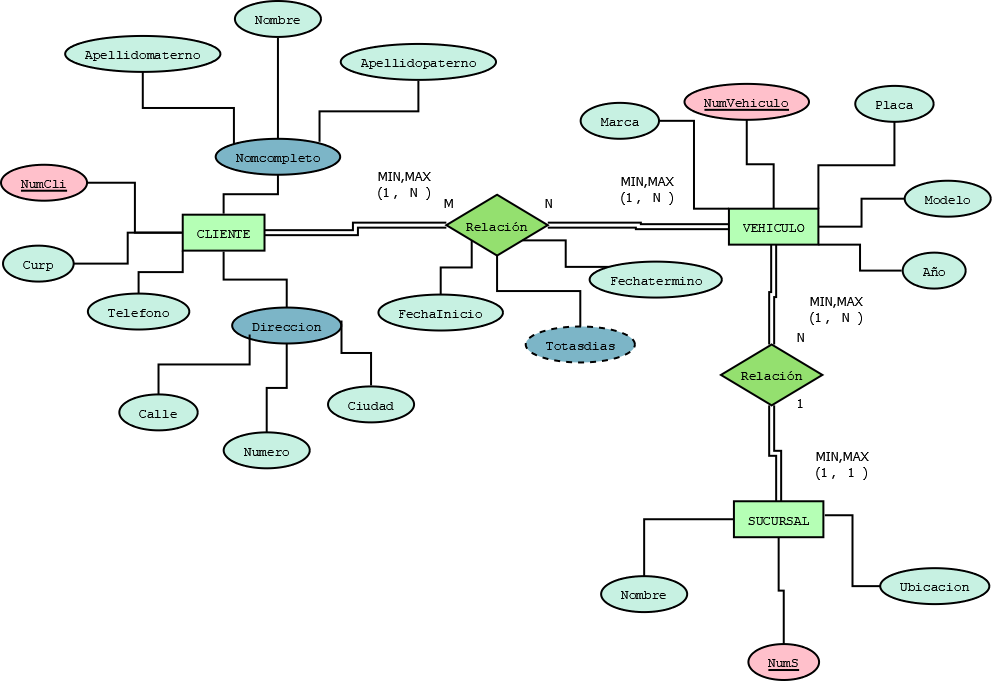 Nombre
Apellidomaterno
Apellidopaterno
NumVehiculo
Placa
Marca
Nomcompleto
NumCli
MIN,MAX
(1 , N )
MIN,MAX
(1 , N )
M
N
Modelo
CLIENTE
Relación
VEHICULO
Curp
Año
Fechatermino
Telefono
FechaInicio
MIN,MAX
(1 , N )
Direccion
N
Totasdias
Relación
Calle
Ciudad
1
Numero
MIN,MAX
(1 , 1 )
SUCURSAL
Nombre
Ubicacion
NumS